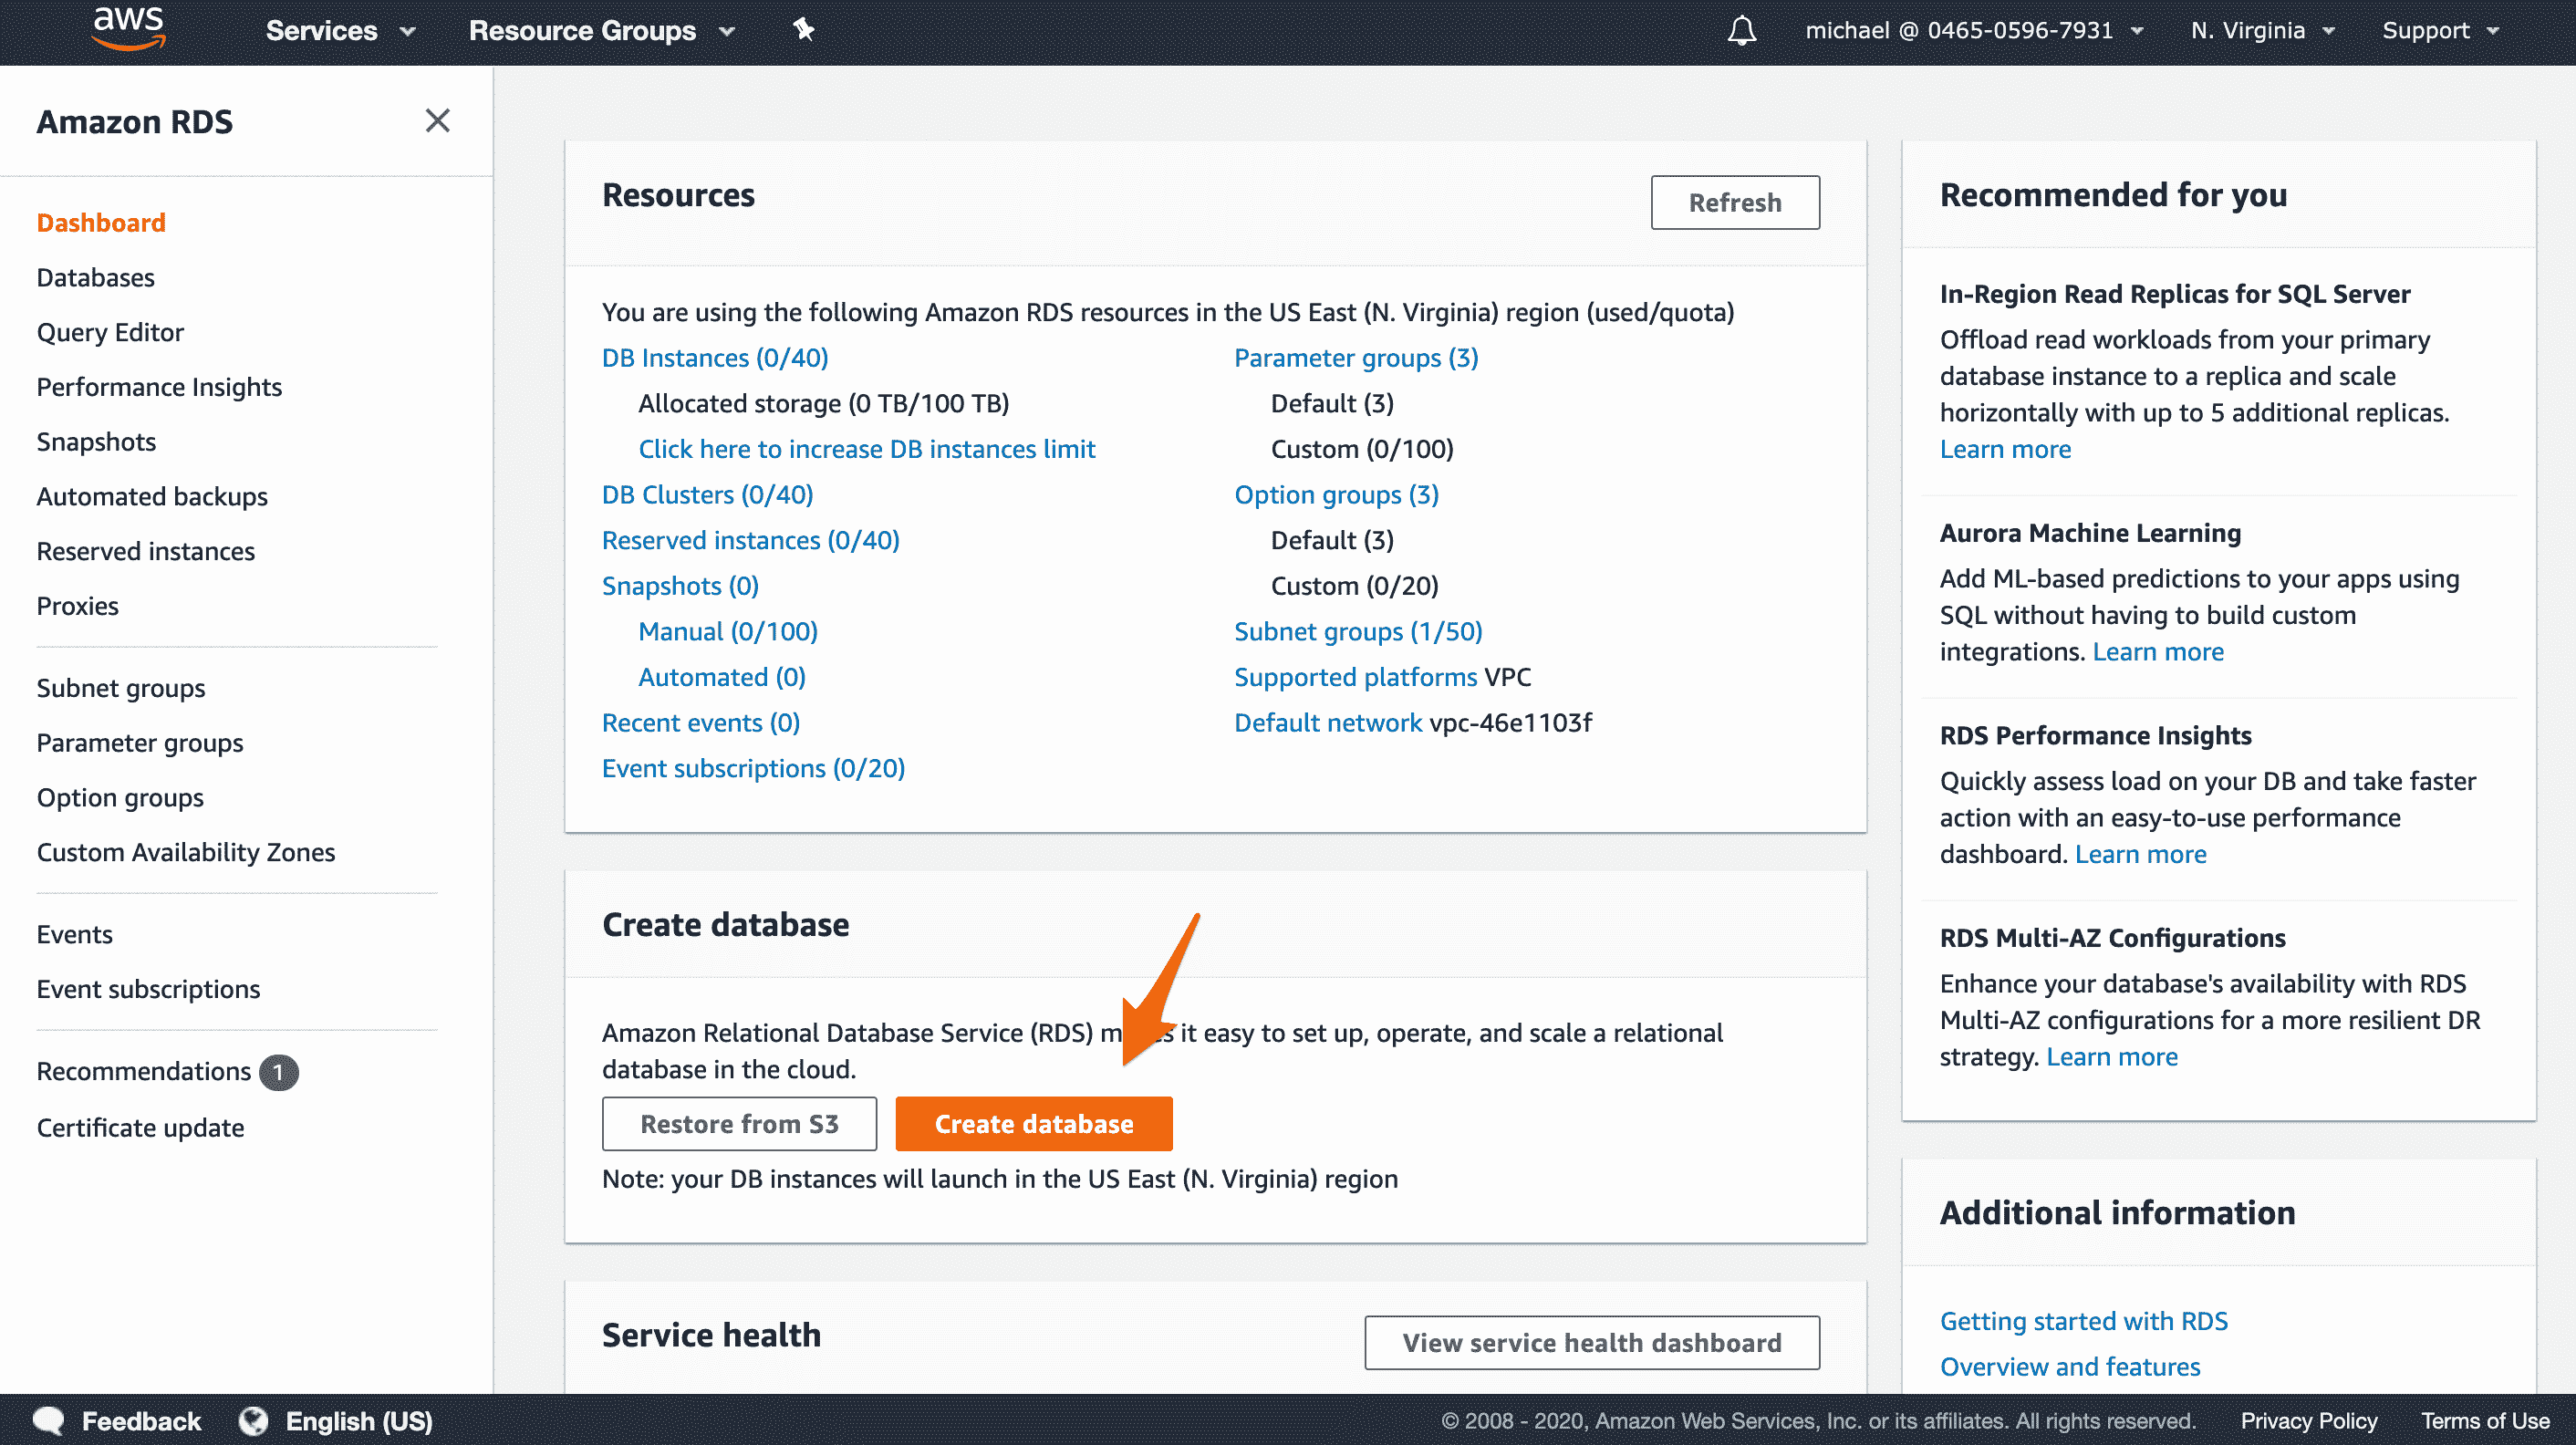 aws
Services
Resource Groups
michael @ 0465-0596-7931
N. Virginia
Support
Amazon RDS
Dashboard
Databases
Query Editor
Performance Insights
Snapshots
Automated backups
Reserved instances
Proxies
Subnet groups
Parameter groups
Option groups
Custom Availability Zones
Events
Event subscriptions
Recommendations 1
Certificate update
Resources
Refresh
You are using the following Amazon RDS resources in the US East (N. Virginia) region (used/quota)
DB Instances (0/40)
Allocated storage (0 TB/100 TB)
Click here to increase DB instances limit
DB Clusters (0/40)
Reserved instances (0/40)
Snapshots (0)
Manual (0/100)
Automated (0)
Recent events (0)
Event subscriptions (0/20)
Parameter groups (3)
Default (3)
Custom (0/100)
Option groups (3)
Default (3)
Custom (0/20)
Subnet groups (1/50)
Supported platforms VPC
Default network vpc-46e1103f
Create database
Amazon Relational Database Service (RDS) it easy to set up, operate, and scale a relational
database in the cloud.
Restore from S3
Create database
Note: your DB instances will launch in the US East (N. Virginia) region
Service health
View service health dashboard
Recommended for you
In-Region Read Replicas for SQL Server
Offload read workloads from your primary
database instance to a replica and scale
horizontally with up to 5 additional replicas.
Learn more
Aurora Machine Learning
Add ML-based predictions to your apps using
SQL without having to build custom
integrations. Learn more
RDS Performance Insights
Quickly assess load on your DB and take faster
action with an easy-to-use performance
dashboard. Learn more
RDS Multi-AZ Configurations
Enhance your database's availability with RDS
Multi-AZ configurations for a more resilient DR
strategy. Learn more
Additional information
Getting started with RDS
Overview and features
Feedback
English (US)
© 2008 - 2020, Amazon Web Services, Inc. or its affiliates. All rights reserved.
Privacy Policy
Terms of Use